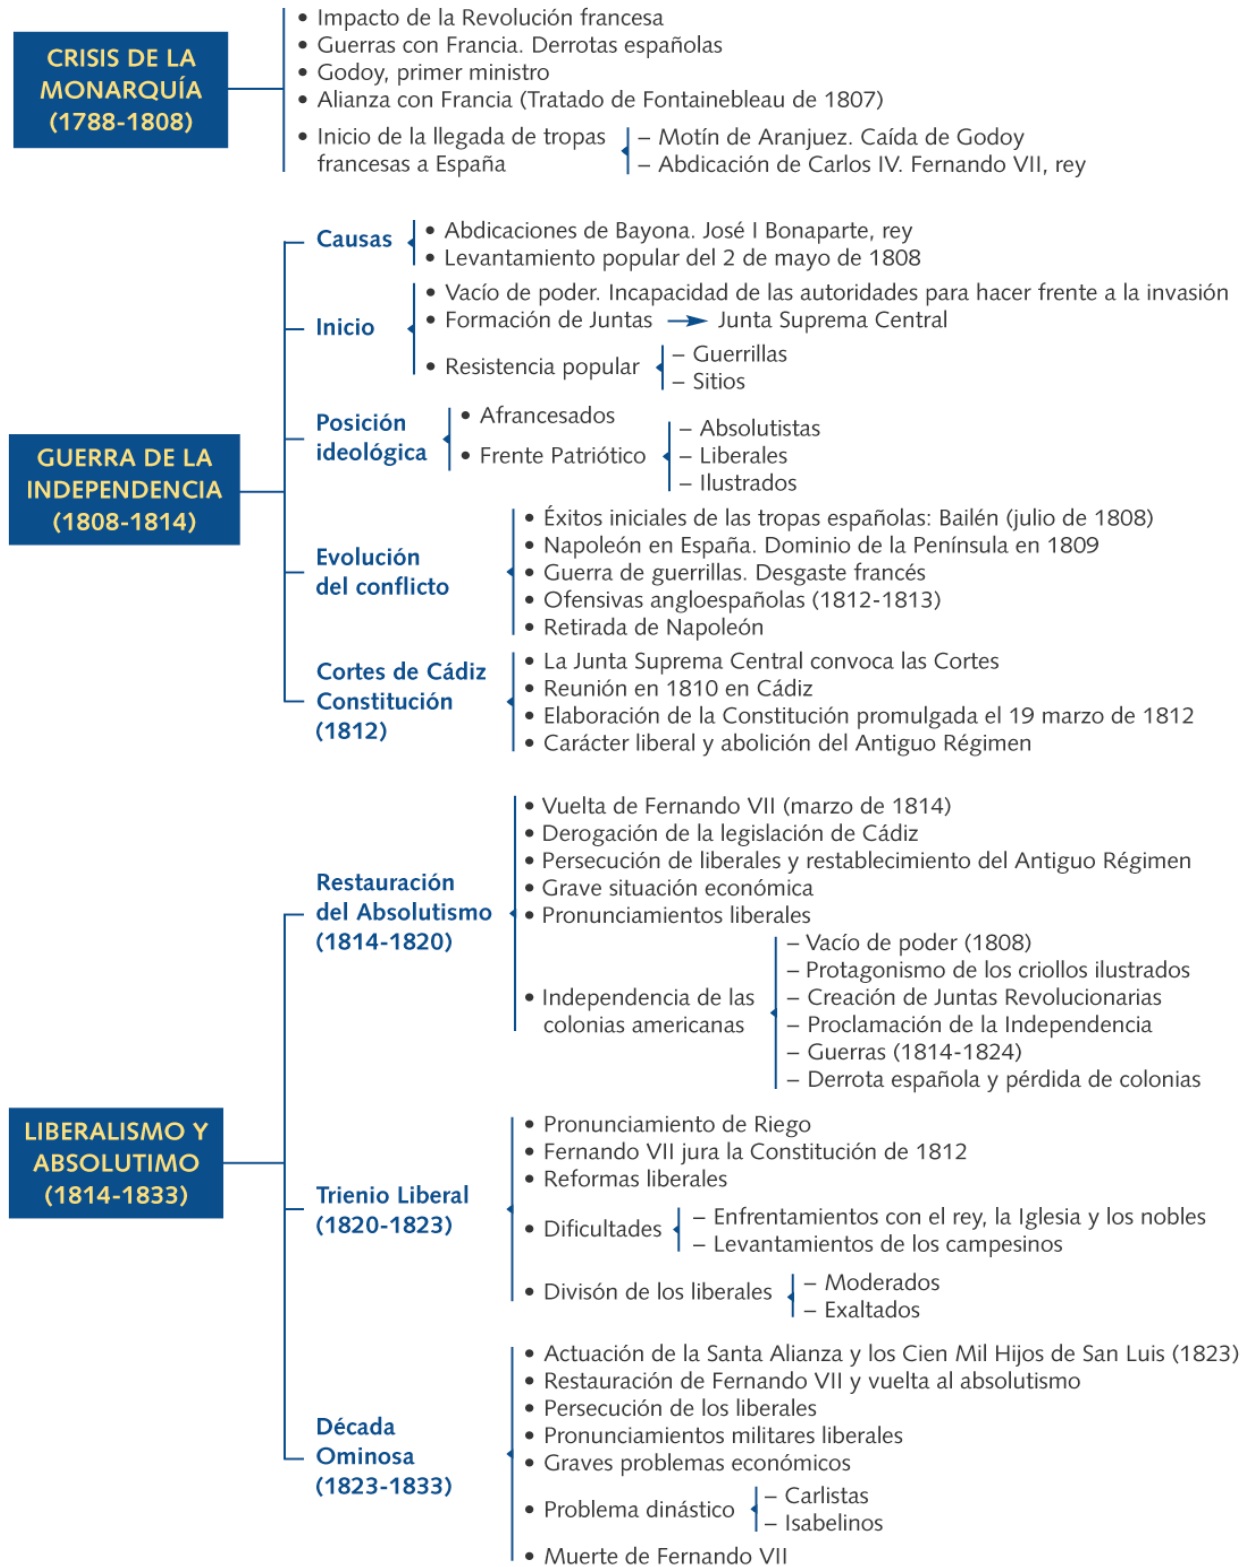 CRISIS DE LA
MONARQUÍA
(1788-1808)
• Impacto de la Revolución francesa
• Guerras con Francia. Derrotas españolas
• Godoy, primer ministro
• Alianza con Francia (Tratado de Fontainebleau de 1807)
• Inicio de la llegada de tropas
francesas a España
– Motín de Aranjuez. Caída de Godoy
– Abdicación de Carlos IV. Fernando VII, rey
GUERRA DE LA
INDEPENDENCIA
(1808-1814)
Causas
• Abdicaciones de Bayona. José I Bonaparte, rey
• Levantamiento popular del 2 de mayo de 1808
Inicio
• Vacío de poder. Incapacidad de las autoridades para hacer frente a la invasión
• Formación de Juntas → Junta Suprema Central
• Resistencia popular
– Guerrillas
– Sitios
Posición
ideológica
• Afrancesados
• Frente Patriótico
– Absolutistas
– Liberales
– Ilustrados
Evolución
del conflicto
• Éxitos iniciales de las tropas españolas: Bailén (julio de 1808)
• Napoleón en España. Dominio de la Península en 1809
• Guerra de guerrillas. Desgaste francés
• Ofensivas angloespañolas (1812-1813)
• Retirada de Napoleón
Cortes de Cádiz
Constitución
(1812)
• La Junta Suprema Central convoca las Cortes
• Reunión en 1810 en Cádiz
• Elaboración de la Constitución promulgada el 19 marzo de 1812
• Carácter liberal y abolición del Antiguo Régimen
LIBERALISMO Y
ABSOLUTIMO
(1814-1833)
Restauración
del Absolutismo
(1814-1820)
• Vuelta de Fernando VII (marzo de 1814)
• Derogación de la legislación de Cádiz
• Persecución de liberales y restablecimiento del Antiguo Régimen
• Grave situación económica
• Pronunciamientos liberales
• Independencia de las
colonias americanas
– Vacío de poder (1808)
– Protagonismo de los criollos ilustrados
– Creación de Juntas Revolucionarias
– Proclamación de la Independencia
– Guerras (1814-1824)
– Derrota española y pérdida de colonias
Trienio Liberal
(1820-1823)
• Pronunciamiento de Riego
• Fernando VII jura la Constitución de 1812
• Reformas liberales
• Dificultades
– Enfrentamientos con el rey, la Iglesia y los nobles
– Levantamientos de los campesinos
• Divisón de los liberales
– Moderados
– Exaltados
Década
Ominosa
(1823-1833)
• Actuación de la Santa Alianza y los Cien Mil Hijos de San Luis (1823)
• Restauración de Fernando VII y vuelta al absolutismo
• Persecución de los liberales
• Pronunciamientos militares liberales
• Graves problemas económicos
• Problema dinástico
– Carlistas
– Isabelinos
• Muerte de Fernando VII